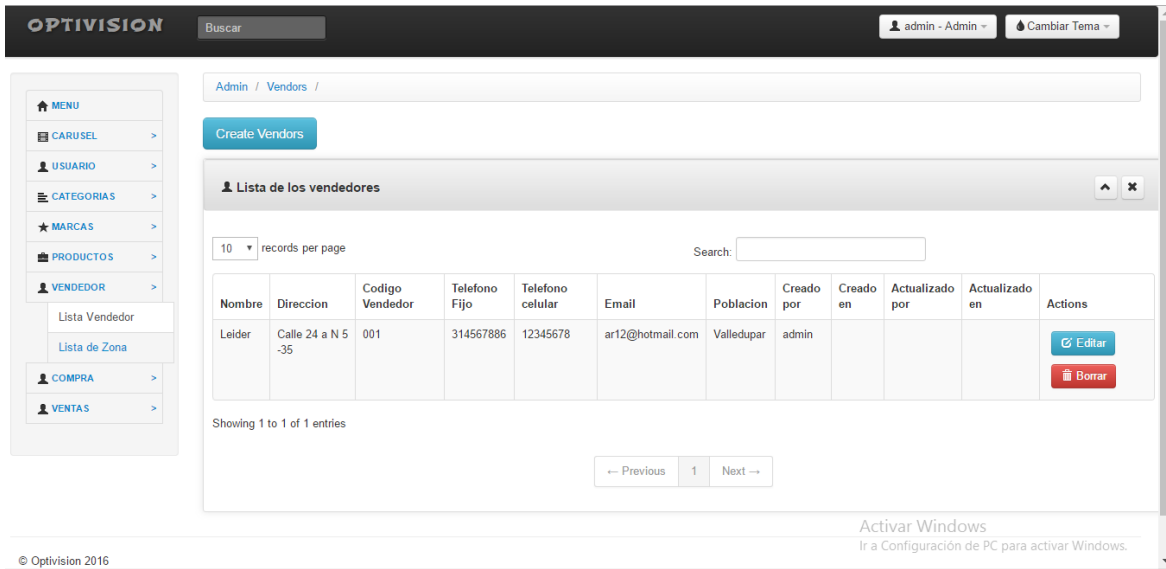 OPTIVISION
Buscar
admin - Admin
Cambiar Tema
MENU
CARUSEL >
USUARIO >
CATEGORIAS >
MARCAS >
PRODUCTOS >
VENDEDOR >
Lista Vendedor
Lista de Zona
COMPRA >
VENTAS >
Admin / Vendors /
Create Vendors
Lista de los vendedores
10 records per page
Search:
Nombre Direccion Codigo Vendedor Telefono Fijo Telefono celular Email Poblacion Creado por Creado en Actualizado por Actualizado en Actions
Leider Calle 24 a N 5 -35 001 314567886 12345678 ar12@hotmail.com Valledupar admin
Editar
Borrar
Showing 1 to 1 of 1 entries
← Previous 1 Next →
Activar Windows
Ir a Configuración de PC para activar Windows.
© Optivision 2016